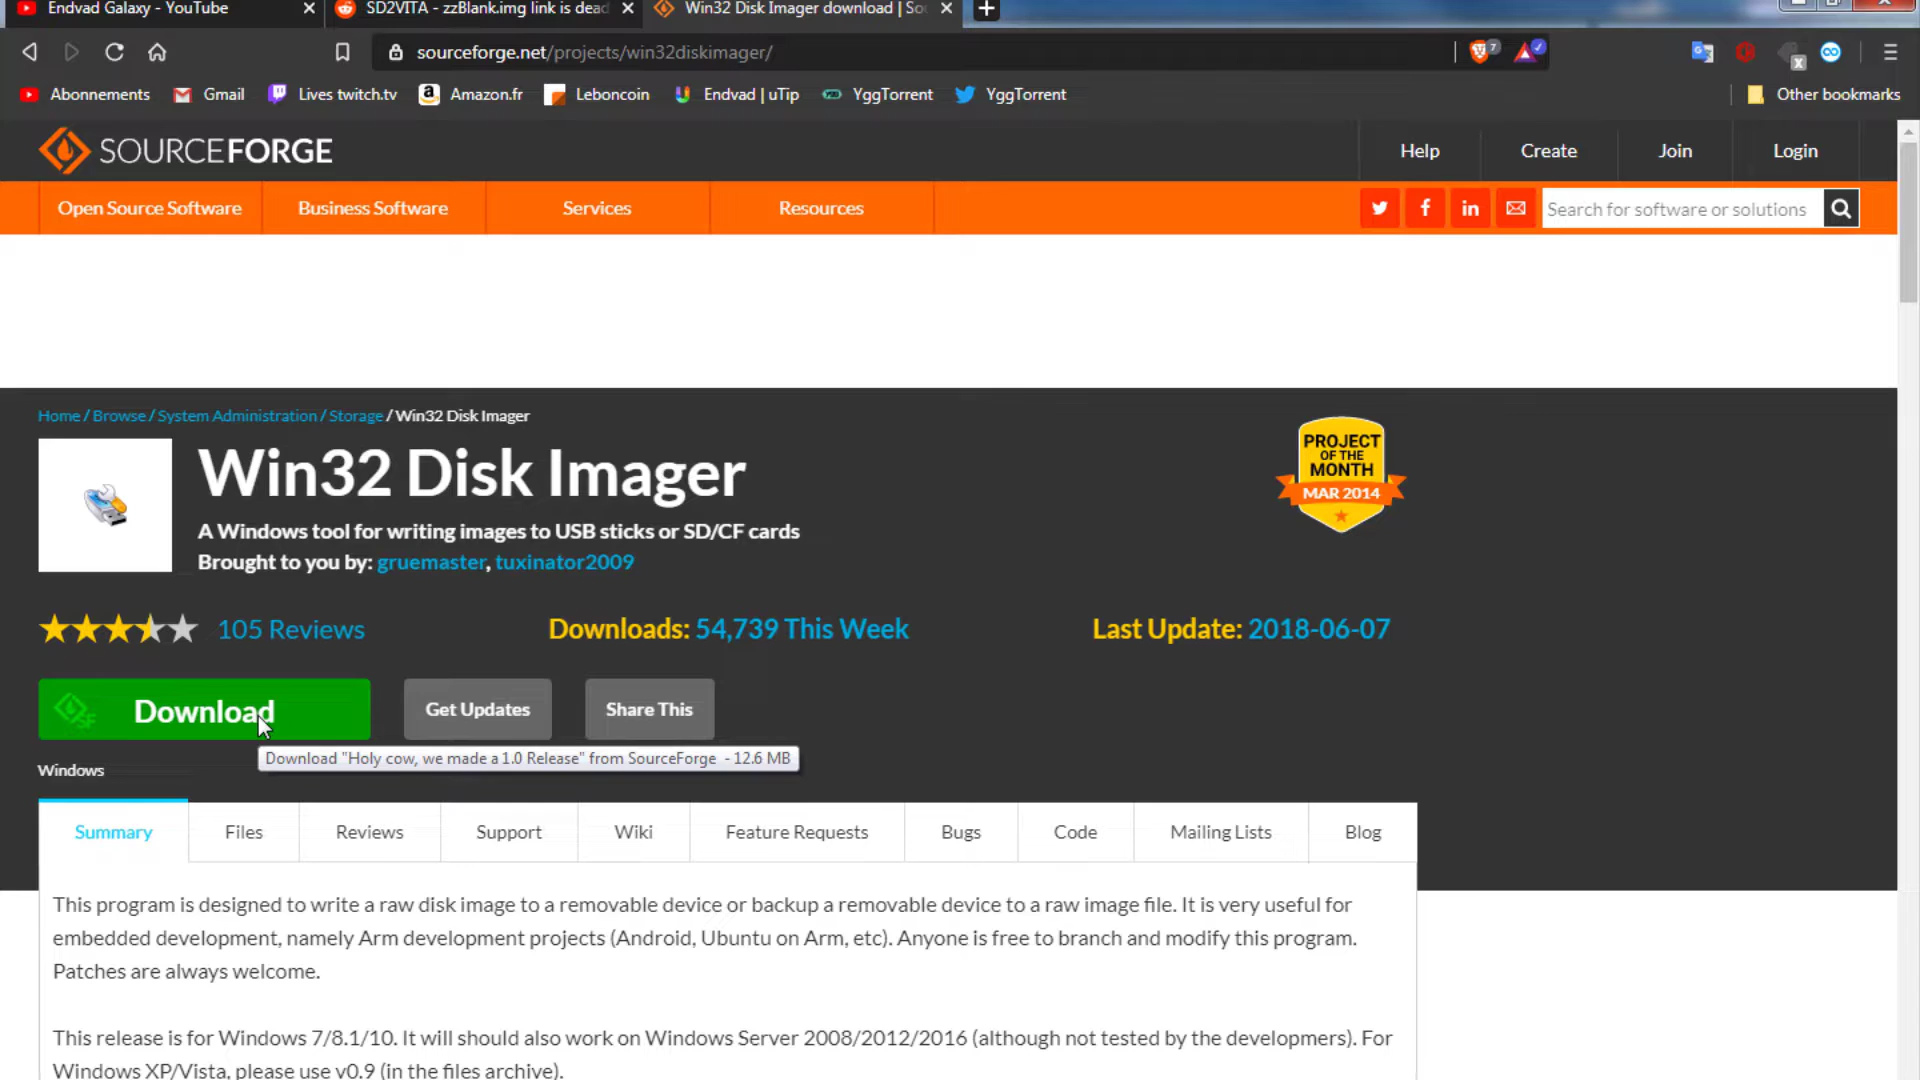 Endvad Galaxy - YouTube
SD2VITA - zzBlank.img link is dead
Win32 Disk Imager download | So
sourceforge.net/projects/win32diskimager/
7
Abonnements
Gmail
Lives twitch.tv
Amazon.fr
Leboncoin
Endvad | uTip
YggTorrent
YggTorrent
Other bookmarks
SOURCEFORGE
Help
Create
Join
Login
Open Source Software
Business Software
Services
Resources
Search for software or solutions
Home / Browse / System Administration / Storage / Win32 Disk Imager
Win32 Disk Imager
A Windows tool for writing images to USB sticks or SD/CF cards
Brought to you by: gruemaster, tuxinator2009
PROJECT
OF THE
MONTH
MAR 2014
105 Reviews
Downloads: 54,739 This Week
Last Update: 2018-06-07
SF
Download
Get Updates
Share This
Download "Holy cow, we made a 1.0 Release" from SourceForge - 12.6 MB
Windows
Summary
Files
Reviews
Support
Wiki
Feature Requests
Bugs
Code
Mailing Lists
Blog
This program is designed to write a raw disk image to a removable device or backup a removable device to a raw image file. It is very useful for
embedded development, namely Arm development projects (Android, Ubuntu on Arm, etc). Anyone is free to branch and modify this program.
Patches are always welcome.
This release is for Windows 7/8.1/10. It will should also work on Windows Server 2008/2012/2016 (although not tested by the developmers). For
Windows XP/Vista, please use v0.9 (in the files archive).